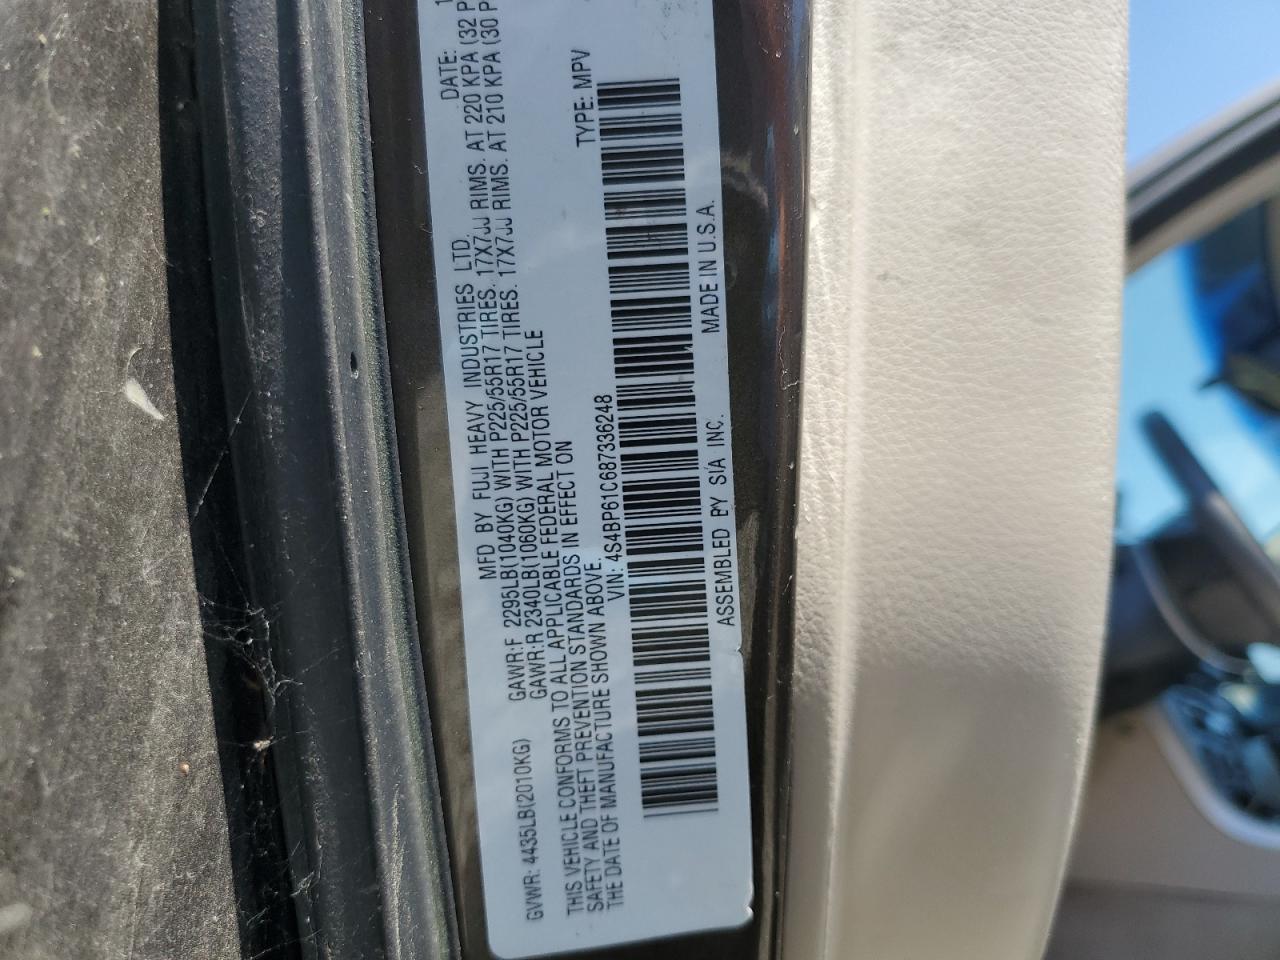 MFD BY FUJI HEAVY INDUSTRIES LTD. DATE: 1
GVWR: 4435LB(2010KG) GAWR:F 2295LB(1040KG) WITH P225/55R17 TIRES. 17X7JJ RIMS. AT 220 KPA (32 P
GAWR:R 2340LB(1060KG) WITH P225/55R17 TIRES. 17X7JJ RIMS. AT 210 KPA (30 P
THIS VEHICLE CONFORMS TO ALL APPLICABLE FEDERAL MOTOR VEHICLE
SAFETY AND THEFT PREVENTION STANDARDS IN EFFECT ON
THE DATE OF MANUFACTURE SHOWN ABOVE.
VIN: 4S4BP61C687336248 TYPE: MPV
ASSEMBLED BY SIA INC. MADE IN U.S.A.